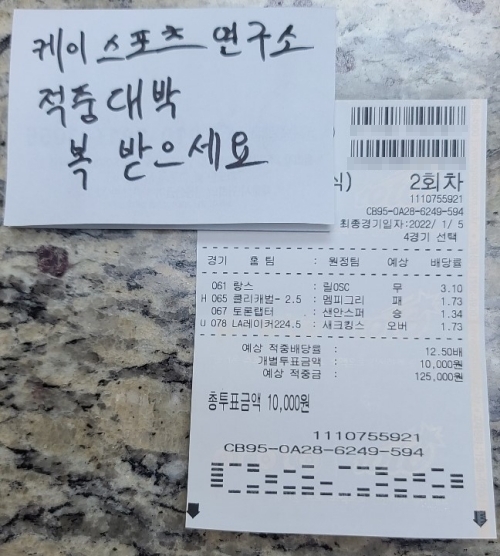 케이 스포츠 연구소
적중 대박
복 받으세요
식) 2회차
1110755921
CB95-0A28-6249-594
최종경기일자:2022/ 1/ 5
4경기 선택
경기 홈 팀 : 원정팀 예상 배당률
061 랑스 : 릴OSC 무 3.10
H 065 클리캐벌- 2.5 : 멤피그리 패 1.73
067 토론랩터 : 샌안스퍼 승 1.34
U 078 LA레이커224.5 : 새크킹스 오버 1.73
예상 적중배당률 : 12.50배
개별투표금액 : 10,000원
예상 적중금 : 125,000원
총투표금액 10,000원
1110755921
CB95-0A28-6249-594